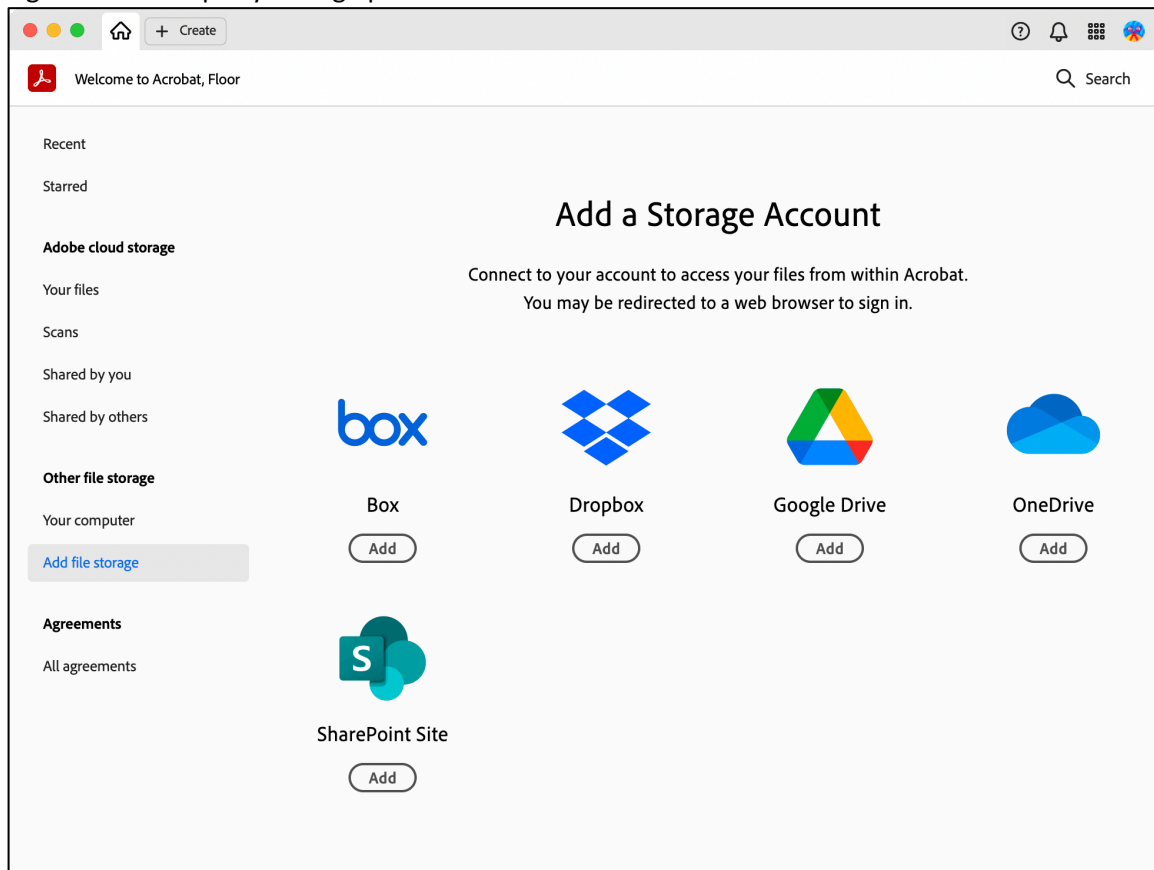 + Create
Welcome to Acrobat, Floor
Search
Recent
Starred
Adobe cloud storage
Your files
Scans
Shared by you
Shared by others
Other file storage
Your computer
Add file storage
Agreements
All agreements
Add a Storage Account
Connect to your account to access your files from within Acrobat.
You may be redirected to a web browser to sign in.
box
Box
Add
Dropbox
Add
Google Drive
Add
OneDrive
Add
S
SharePoint Site
Add